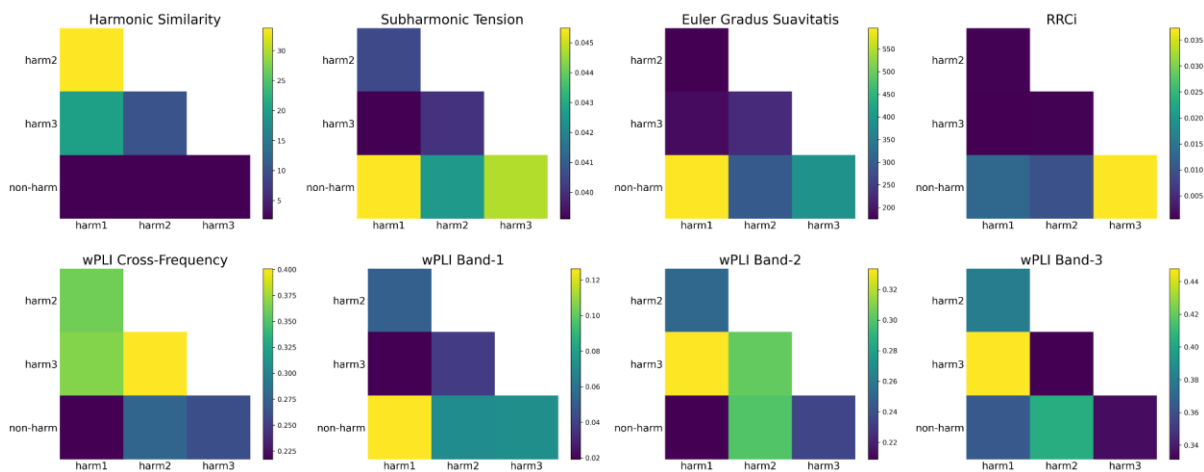 Harmonic Similarity
harm2
harm3
non-harm
harm1 harm2 harm3
30
25
20
15
10
5
Subharmonic Tension
harm2
harm3
non-harm
harm1 harm2 harm3
0.045
0.044
0.043
0.042
0.041
0.040
Euler Gradus Suavitatis
harm2
harm3
non-harm
harm1 harm2 harm3
550
500
450
400
350
300
250
200
RRCi
harm2
harm3
non-harm
harm1 harm2 harm3
0.035
0.030
0.025
0.020
0.015
0.010
0.005
wPLI Cross-Frequency
harm2
harm3
non-harm
harm1 harm2 harm3
0.400
0.375
0.350
0.325
0.300
0.275
0.250
0.225
wPLI Band-1
harm2
harm3
non-harm
harm1 harm2 harm3
0.12
0.10
0.08
0.06
0.04
0.02
wPLI Band-2
harm2
harm3
non-harm
harm1 harm2 harm3
0.32
0.30
0.28
0.26
0.24
0.22
wPLI Band-3
harm2
harm3
non-harm
harm1 harm2 harm3
0.44
0.42
0.40
0.38
0.36
0.34